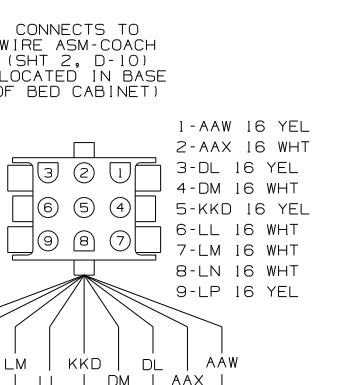 CONNECTS TO
WIRE ASM-COACH
(SHT 2, D-10)
LOCATED IN BASE
OF BED CABINET)
1-AAW 16 YEL
2-AAX 16 WHT
3-DL 16 YEL
4-DM 16 WHT
5-KKD 16 YEL
6-LL 16 WHT
7-LM 16 WHT
8-LN 16 WHT
9-LP 16 YEL
3 2 1
6 5 4
9 8 7
LM KKD DL AAW
LL DM AAX